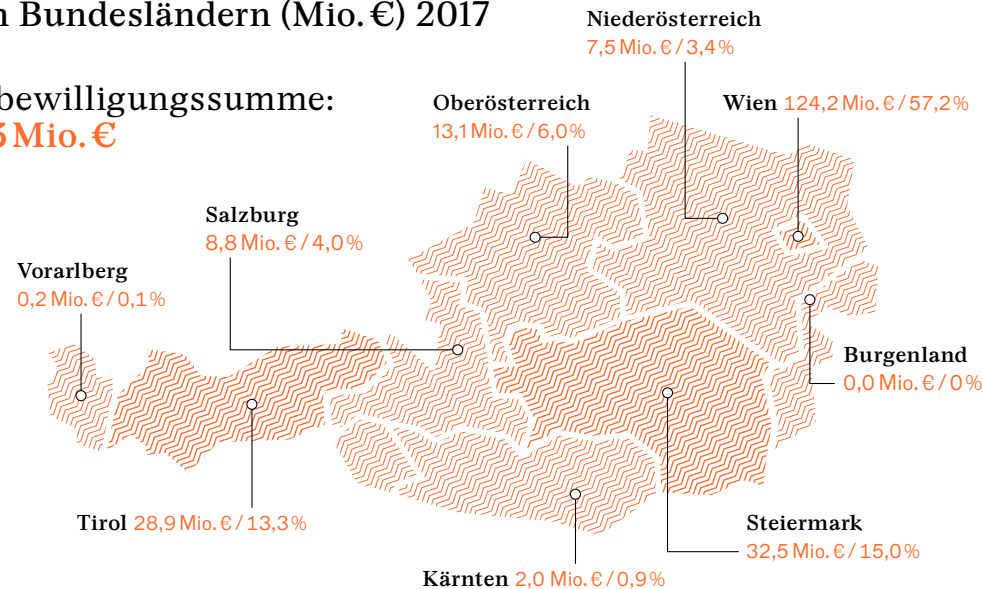 Bundesländern (Mio. €) 2017
bewilligungssumme:
Mio. €
Niederösterreich
7,5 Mio. € / 3,4 %
Oberösterreich
13,1 Mio. € / 6,0 %
Wien 124,2 Mio. € / 57,2 %
Salzburg
8,8 Mio. € / 4,0 %
Vorarlberg
0,2 Mio. € / 0,1 %
Burgenland
0,0 Mio. € / 0 %
Tirol 28,9 Mio. € / 13,3 %
Steiermark
32,5 Mio. € / 15,0 %
Kärnten 2,0 Mio. € / 0,9 %